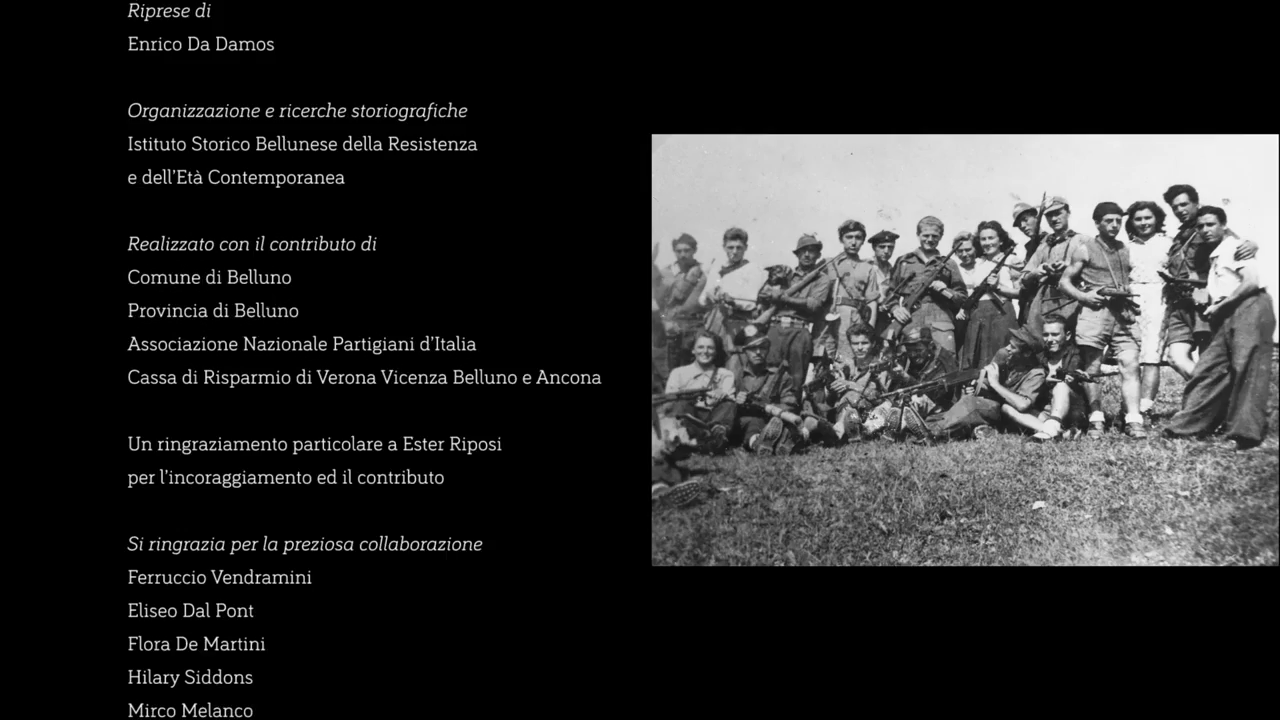 Riprese di
Enrico Da Damos
Organizzazione e ricerche storiografiche
Istituto Storico Bellunese della Resistenza
e dell'Età Contemporanea
Realizzato con il contributo di
Comune di Belluno
Provincia di Belluno
Associazione Nazionale Partigiani d'Italia
Cassa di Risparmio di Verona Vicenza Belluno e Ancona
Un ringraziamento particolare a Ester Riposi
per l'incoraggiamento ed il contributo
Si ringrazia per la preziosa collaborazione
Ferruccio Vendramini
Eliseo Dal Pont
Flora De Martini
Hilary Siddons
Mirco Melanco